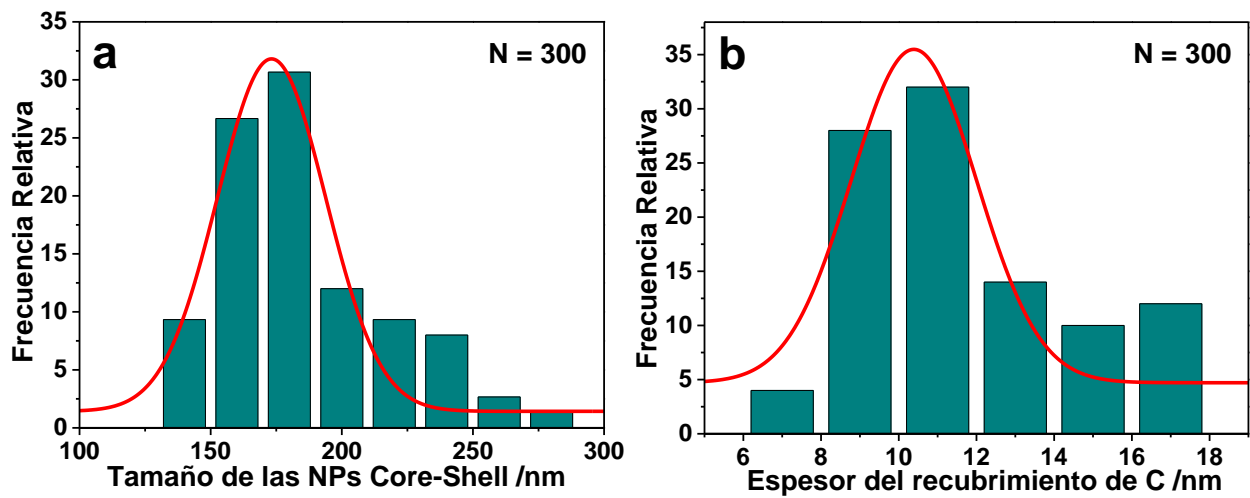 a
N = 300
Frecuencia Relativa
35
30
25
20
15
10
5
0
100 150 200 250 300
Tamaño de las NPs Core-Shell /nm
b
N = 300
Frecuencia Relativa
35
30
25
20
15
10
5
0
6 8 10 12 14 16 18
Espesor del recubrimiento de C /nm